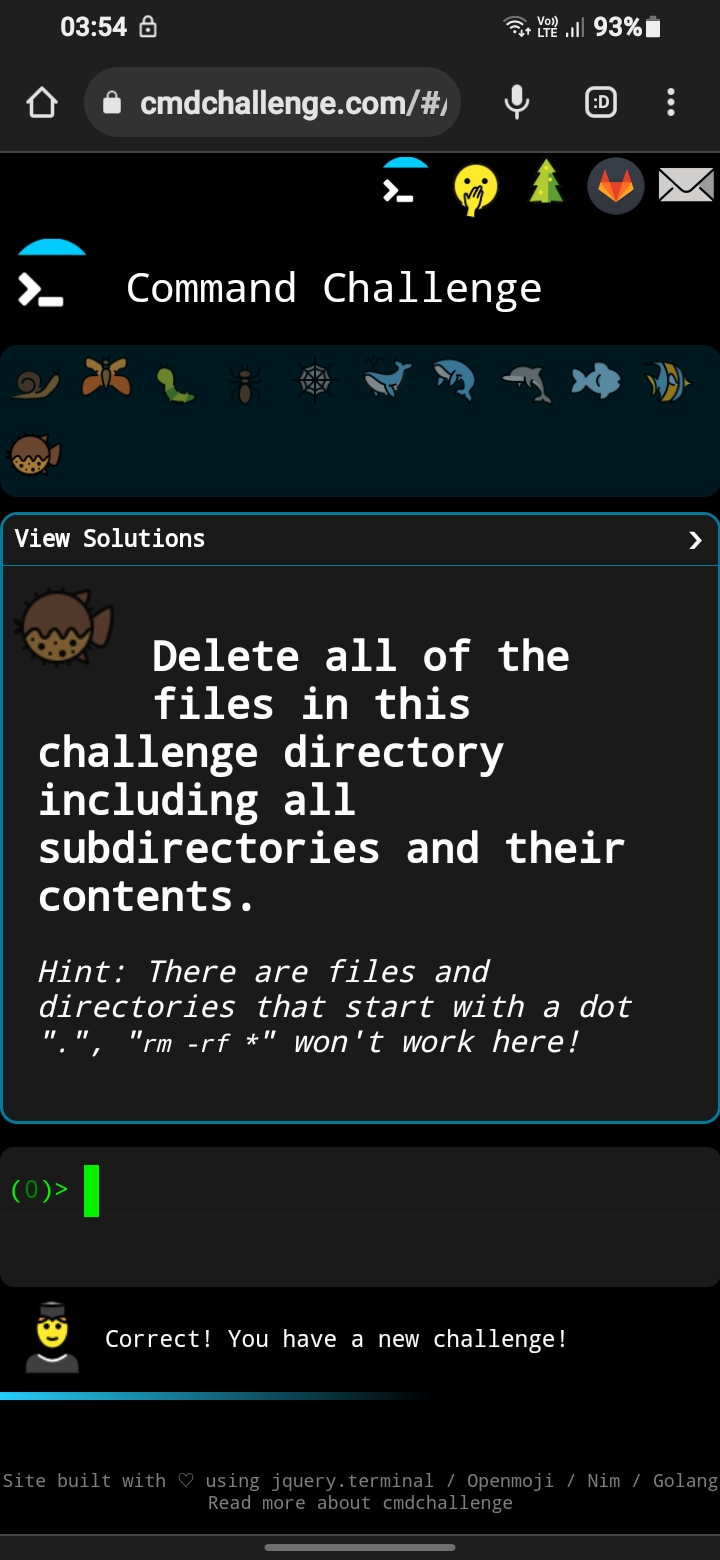 03:54 Vo)) LTE 93%
cmdchallenge.com/#/
:D
Command Challenge
View Solutions
Delete all of the
files in this
challenge directory
including all
subdirectories and their
contents.
Hint: There are files and
directories that start with a dot
".", "rm -rf *" won't work here!
(0)>
Correct! You have a new challenge!
Site built with ♡ using jquery.terminal / Openmoji / Nim / Golang
Read more about cmdchallenge